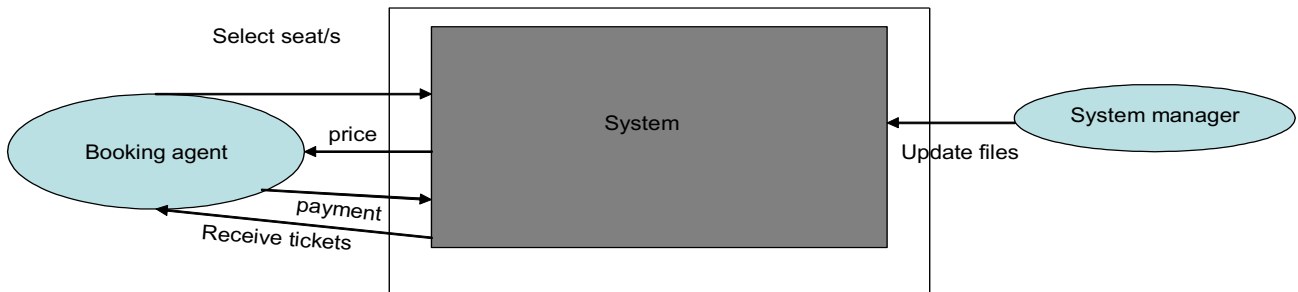 Select seat/s
System
System manager
price
Booking agent
Update files
payment
Receive tickets